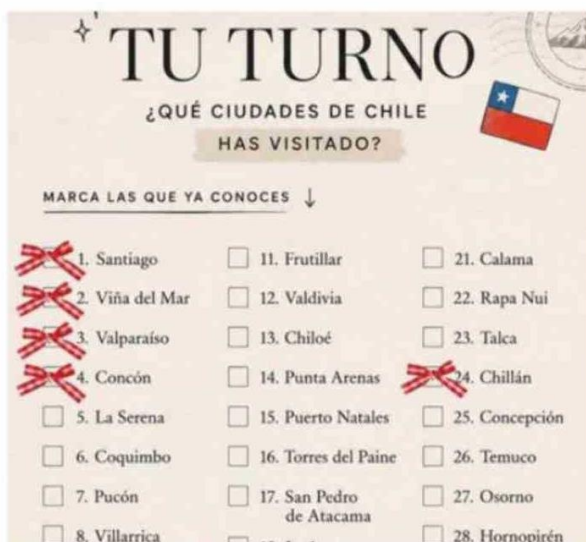 TU TURNO
¿QUÉ CIUDADES DE CHILE
HAS VISITADO?
MARCA LAS QUE YA CONOCES ↓
1. Santiago
2. Viña del Mar
3. Valparaíso
4. Concón
5. La Serena
6. Coquimbo
7. Pucón
8. Villarrica
11. Frutillar
12. Valdivia
13. Chiloé
14. Punta Arenas
15. Puerto Natales
16. Torres del Paine
17. San Pedro
de Atacama
21. Calama
22. Rapa Nui
23. Talca
24. Chillán
25. Concepción
26. Temuco
27. Osorno
28. Hornopirén